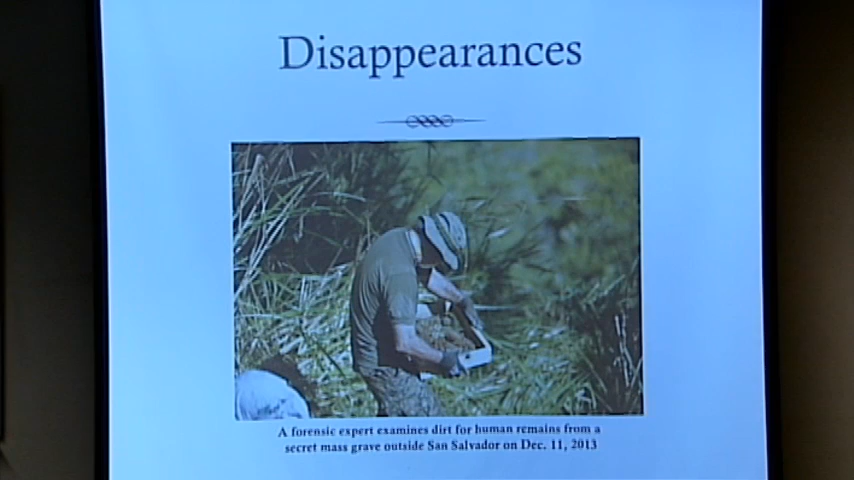 Disappearances
A forensic expert examines dirt for human remains from a
secret mass grave outside San Salvador on Dec. 11, 2013